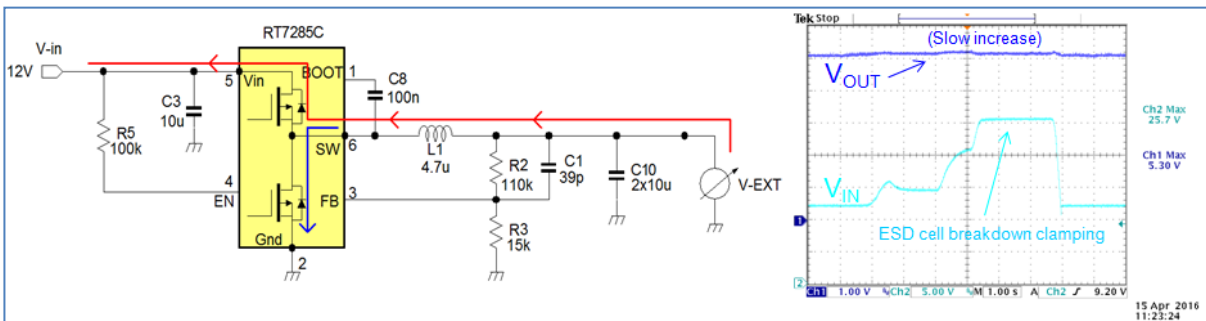 RT7285C
V-in
12V
5
Vin
BOOT
1
C8
100n
C3
10u
R5
100k
SW
6
L1
4.7u
R2
110k
C1
39p
C10
2x10u
V-EXT
4
EN
FB
3
R3
15k
Gnd
2
Tek Stop
(Slow increase)
VOUT
Ch2 Max
25.7 V
Ch1 Max
5.30 V
VIN
1
ESD cell breakdown clamping
2
Ch1 1.00 V Ch2 5.00 V M 1.00 s A Ch2 9.20 V
15 Apr 2016
11:23:24